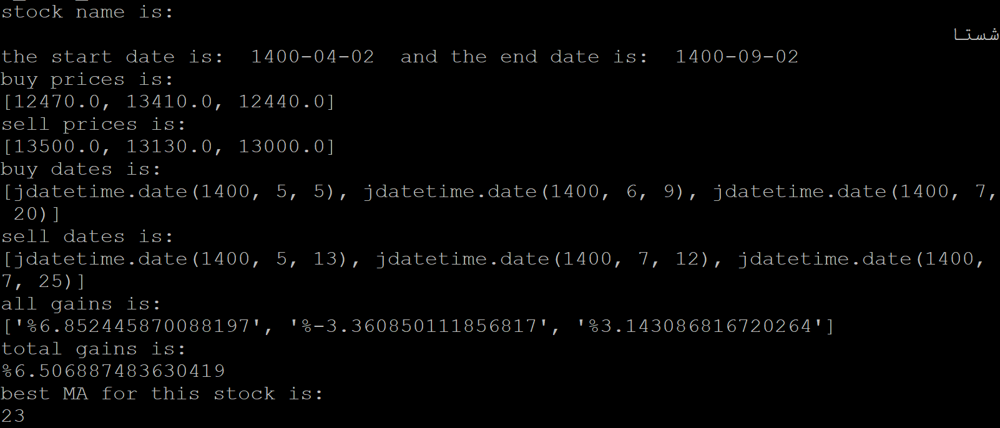 stock name is:
شستا
the start date is:  1400-04-02  and the end date is:  1400-09-02
buy prices is:
[12470.0, 13410.0, 12440.0]
sell prices is:
[13500.0, 13130.0, 13000.0]
buy dates is:
[jdatetime.date(1400, 5, 5), jdatetime.date(1400, 6, 9), jdatetime.date(1400, 7,
 20)]
sell dates is:
[jdatetime.date(1400, 5, 13), jdatetime.date(1400, 7, 12), jdatetime.date(1400,
7, 25)]
all gains is:
['%6.852445870088197', '%-3.360850111856817', '%3.143086816720264']
total gains is:
%6.506887483630419
best MA for this stock is:
23